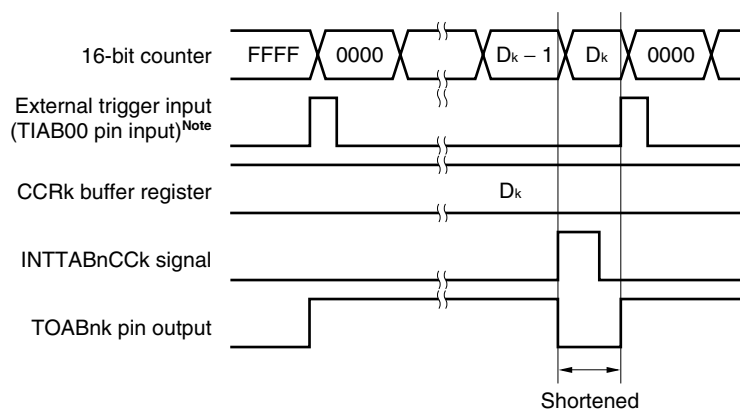 16-bit counter FFFF 0000 Dk – 1 Dk 0000
External trigger input
(TIAB00 pin input)Note
CCRk buffer register Dk
INTTABnCCk signal
TOABnk pin output
Shortened